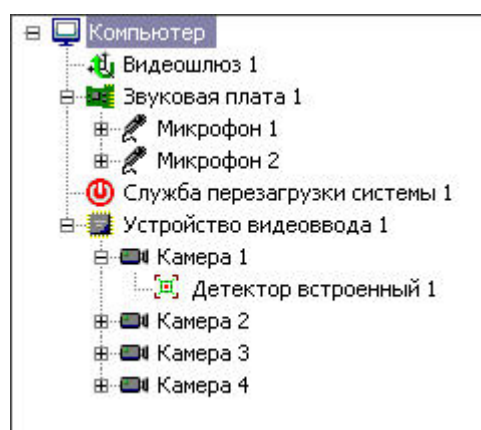 Компьютер
Видеошлюз 1
Звуковая плата 1
Микрофон 1
Микрофон 2
Служба перезагрузки системы 1
Устройство видеоввода 1
Камера 1
Детектор встроенный 1
Камера 2
Камера 3
Камера 4